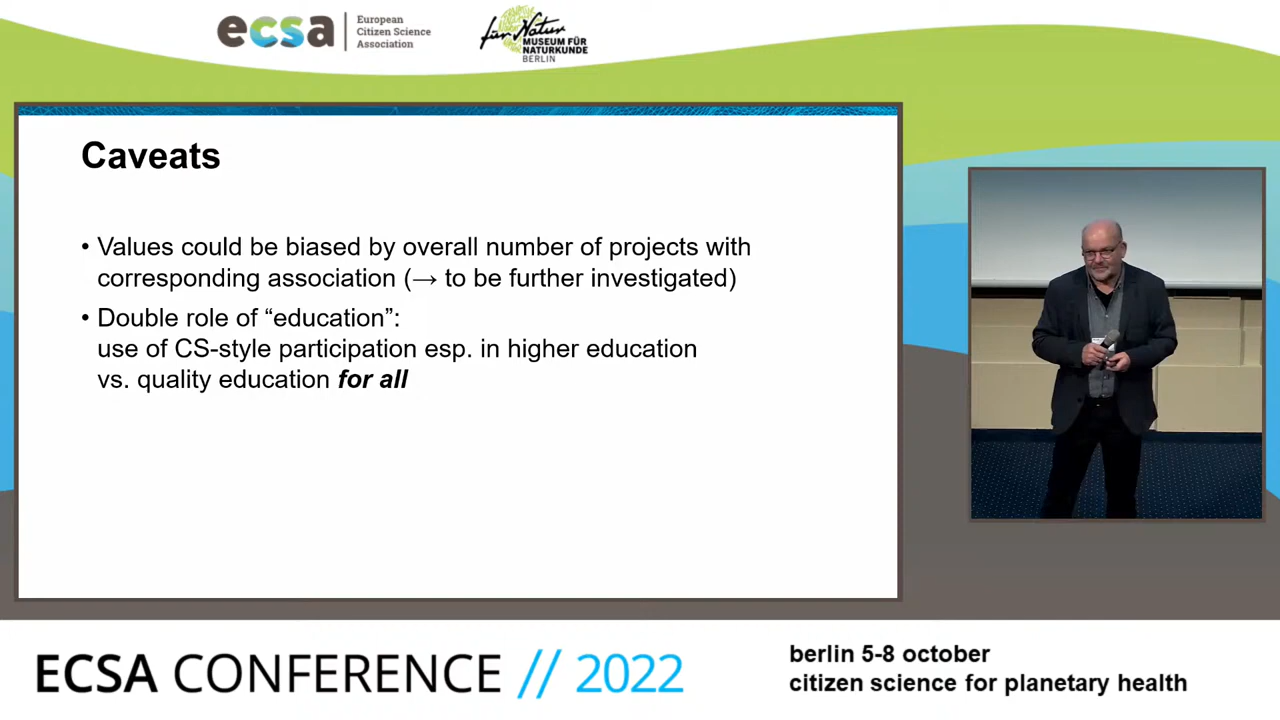 ecsa
European
Citizen Science
Association
für Natur
MUSEUM FÜR
NATURKUNDE
BERLIN
Caveats
• Values could be biased by overall number of projects with
corresponding association (→ to be further investigated)
• Double role of “education”:
use of CS-style participation esp. in higher education
vs. quality education for all
ECSA CONFERENCE // 2022
berlin 5-8 october
citizen science for planetary health